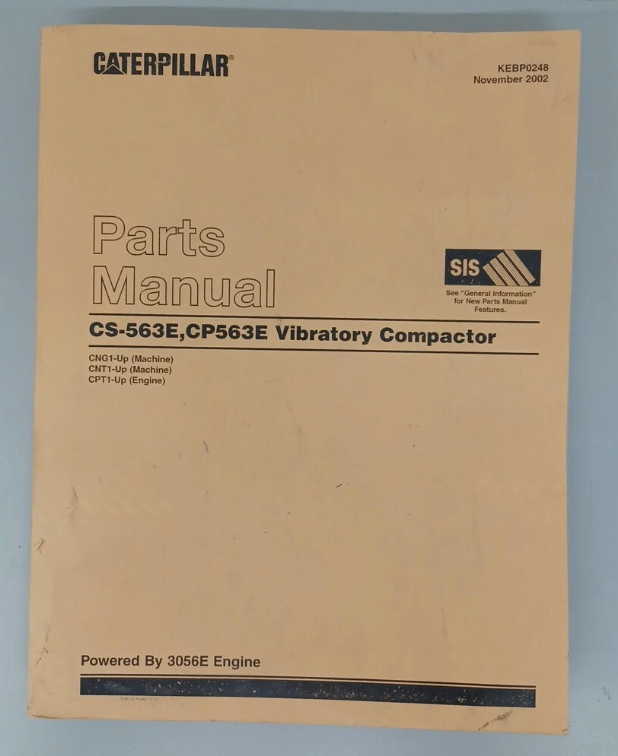 CATERPILLAR®
KEBP0248
November 2002
Parts
Manual
SIS
See "General Information"
for New Parts Manual
Features.
CS-563E,CP563E Vibratory Compactor
CNG1-Up (Machine)
CNT1-Up (Machine)
CPT1-Up (Engine)
Powered By 3056E Engine